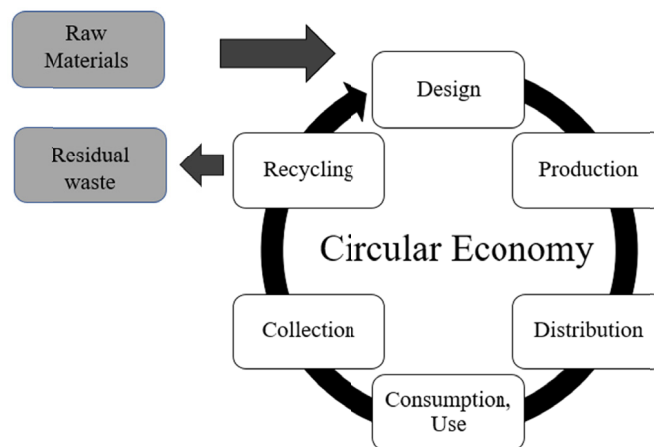 Raw
Materials
Design
Residual
waste
Recycling
Production
Circular Economy
Collection
Distribution
Consumption,
Use